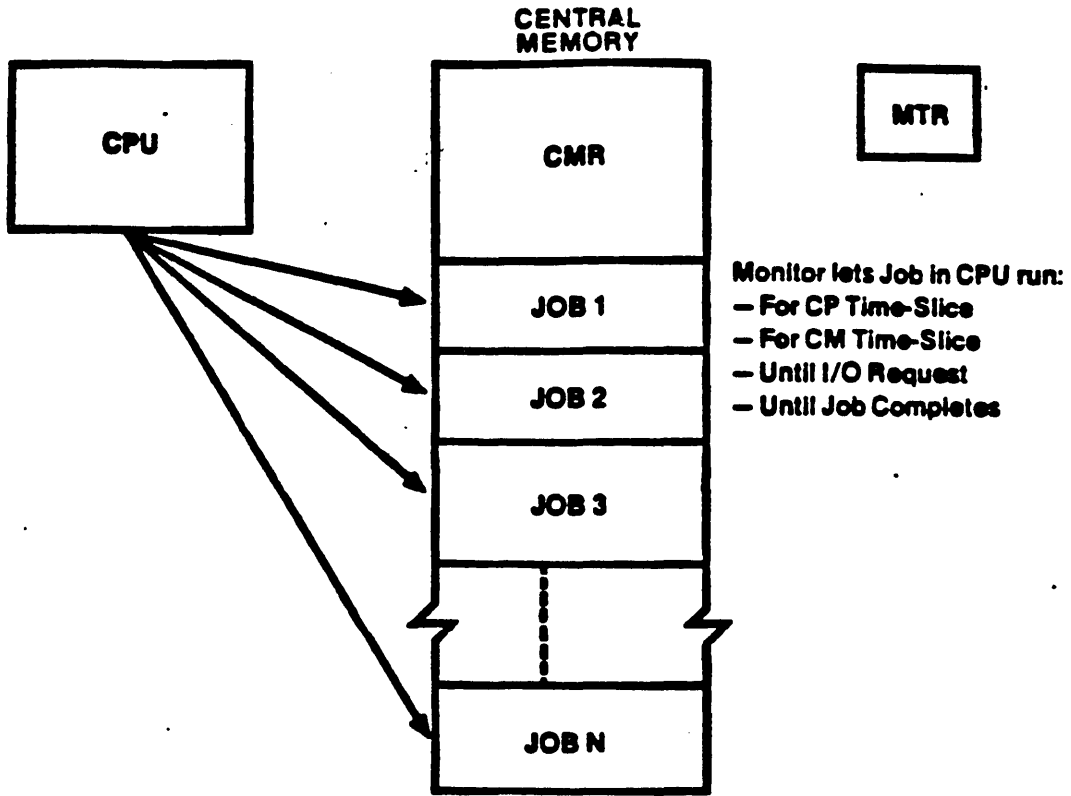 CENTRAL
MEMORY
CPU
CMR
MTR
JOB 1
JOB 2
JOB 3
JOB N
Monitor lets Job in CPU run:
— For CP Time-Slice
— For CM Time-Slice
— Until I/O Request
— Until Job Completes